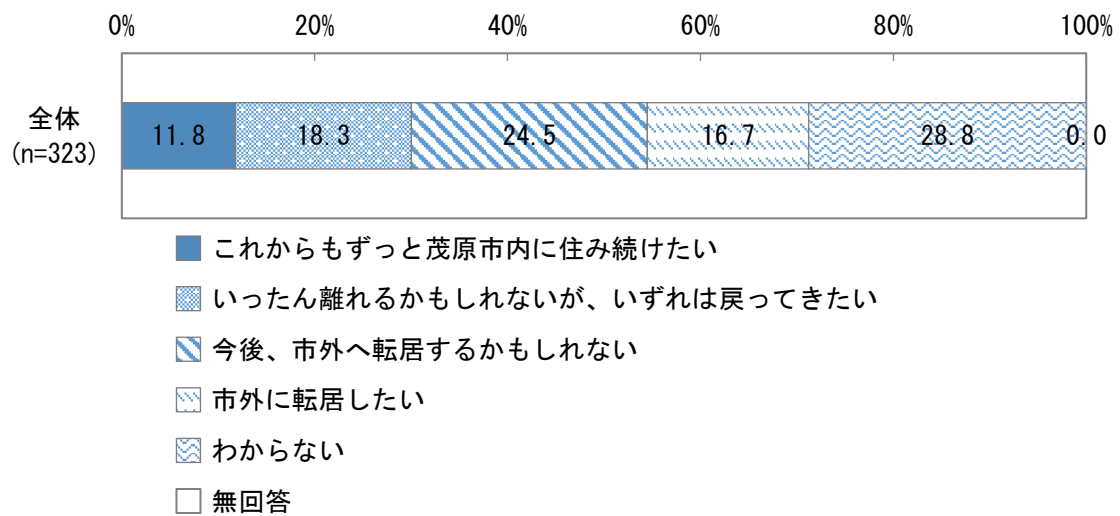 0% 20% 40% 60% 80% 100%
全体
(n=323)
11.8 18.3 24.5 16.7 28.8 0.0
これからもずっと茂原市内に住み続けたい
いったん離れるかもしれないが、いずれは戻ってきたい
今後、市外へ転居するかもしれない
市外に転居したい
わからない
無回答